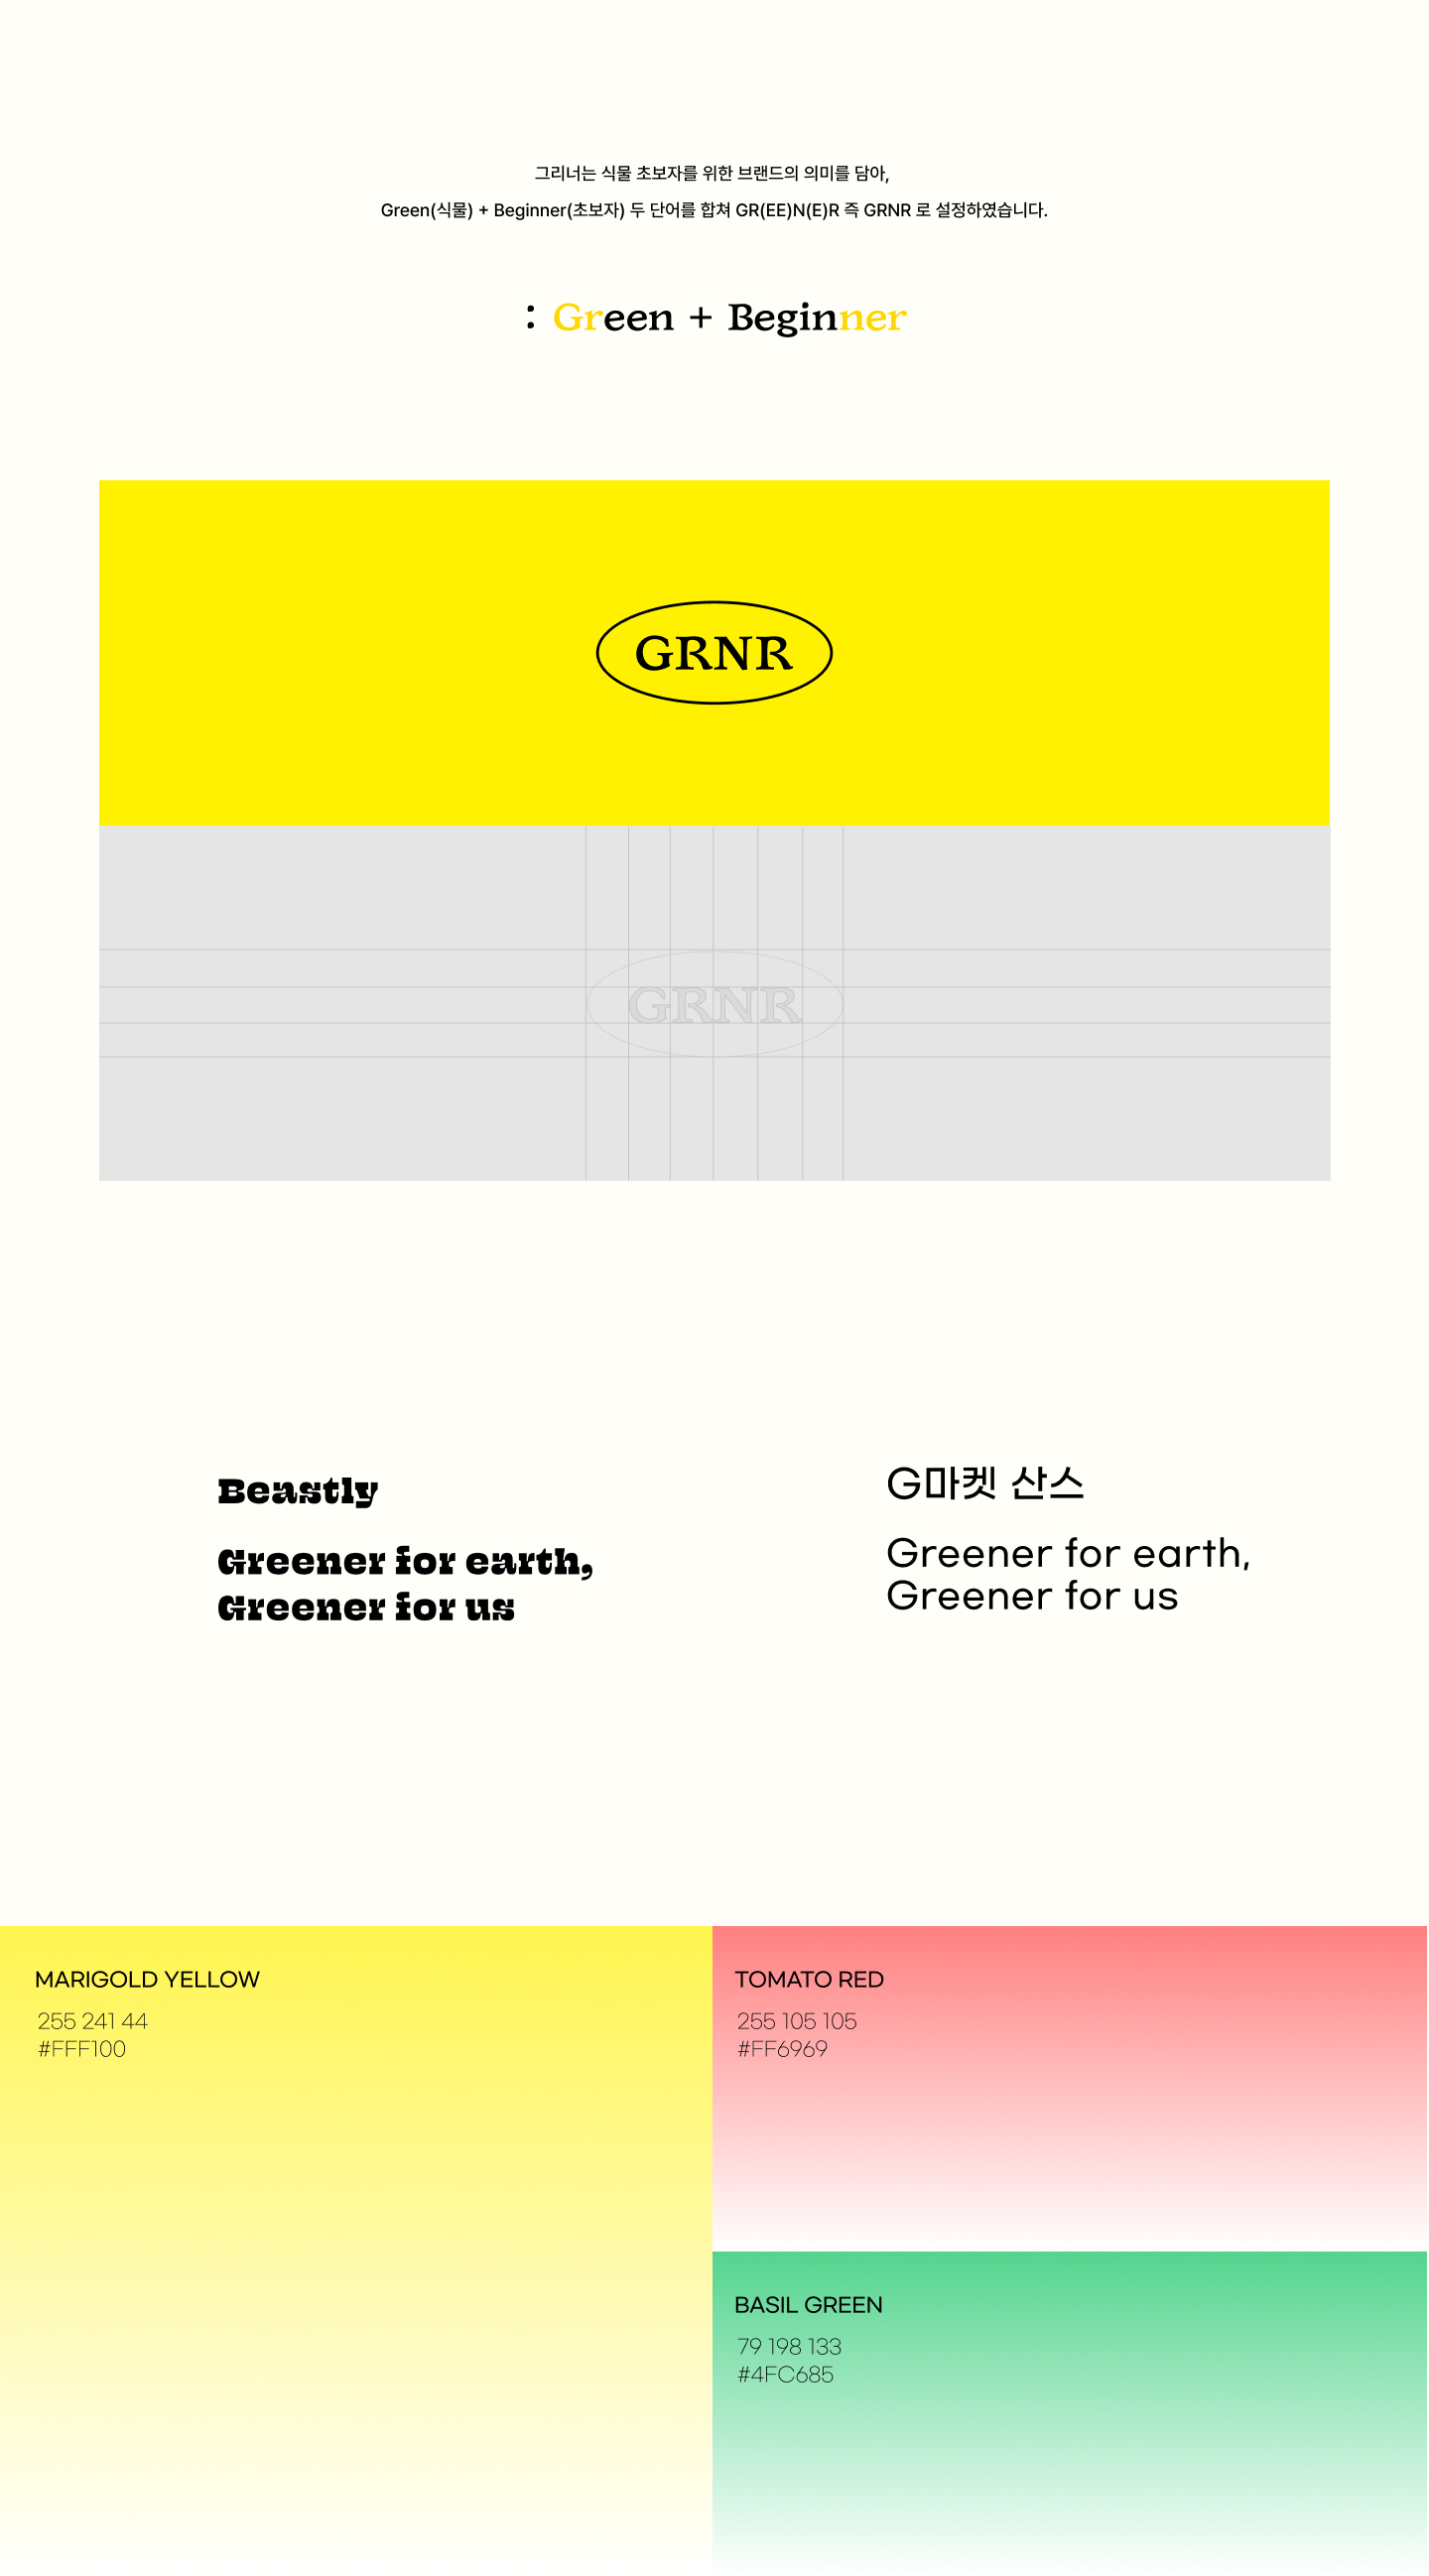 그리너는 식물 초보자를 위한 브랜드의 의미를 담아,
Green(식물) + Beginner(초보자) 두 단어를 합쳐 GR(EE)N(E)R 즉 GRNR 로 설정하였습니다.
: Green + Beginner
GRNR
GRNR
Beastly
Greener for earth,
Greener for us
G마켓 산스
Greener for earth,
Greener for us
MARIGOLD YELLOW
255 241 44
#FFF100
TOMATO RED
255 105 105
#FF6969
BASIL GREEN
79 198 133
#4FC685